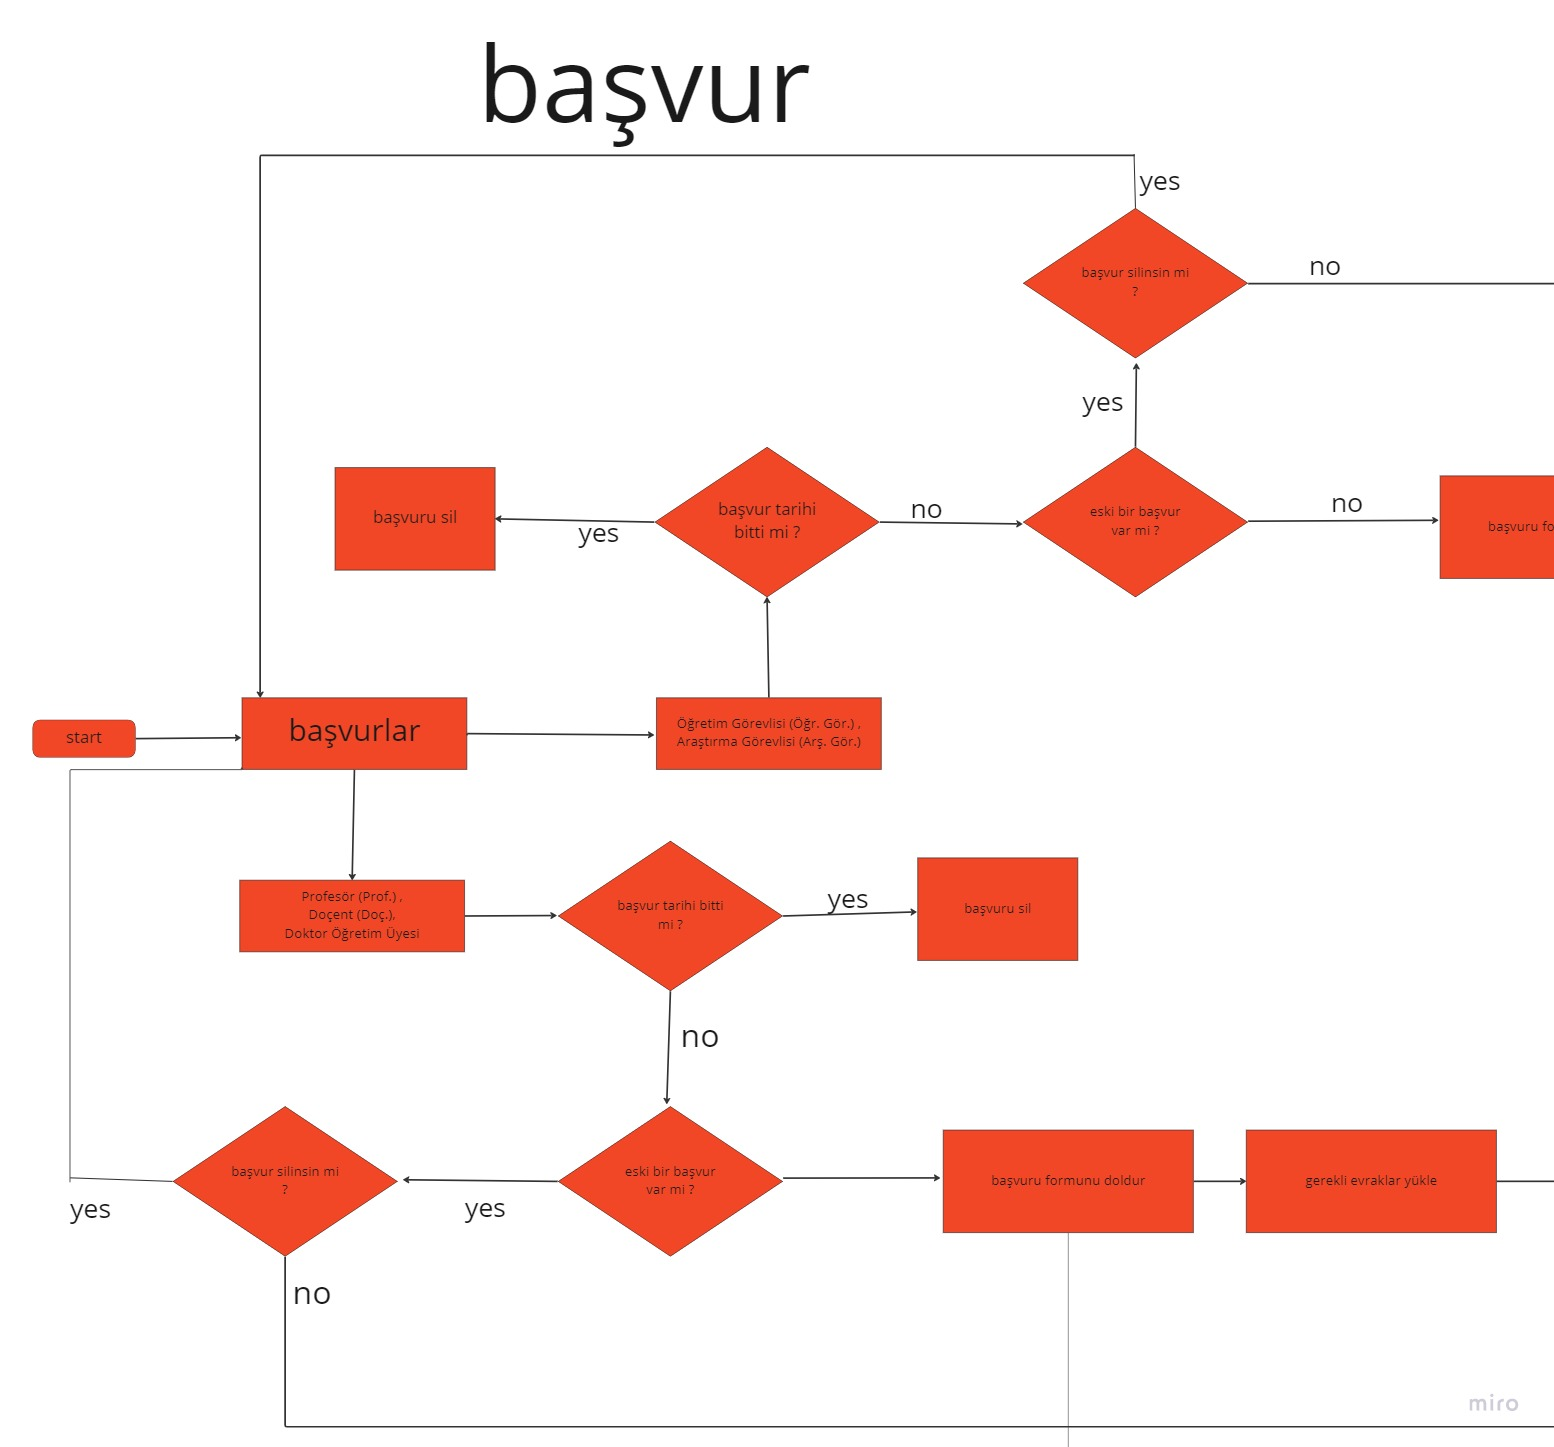 başvur
yes
başvur silinsin mi
?
no
yes
başvuru sil
yes
başvur tarihi
bitti mi ?
no
eski bir başvur
var mi ?
no
başvuru fo
start
başvurlar
Öğretim Görevlisi (Öğr. Gör.) ,
Araştırma Görevlisi (Arş. Gör.)
Profesör (Prof.) ,
Doçent (Doç.),
Doktor Öğretim Üyesi
başvur tarihi bitti
mi ?
yes
başvuru sil
no
başvur silinsin mi
?
yes
yes
eski bir başvur
var mi ?
başvuru formunu doldur
gerekli evraklar yükle
no
miro